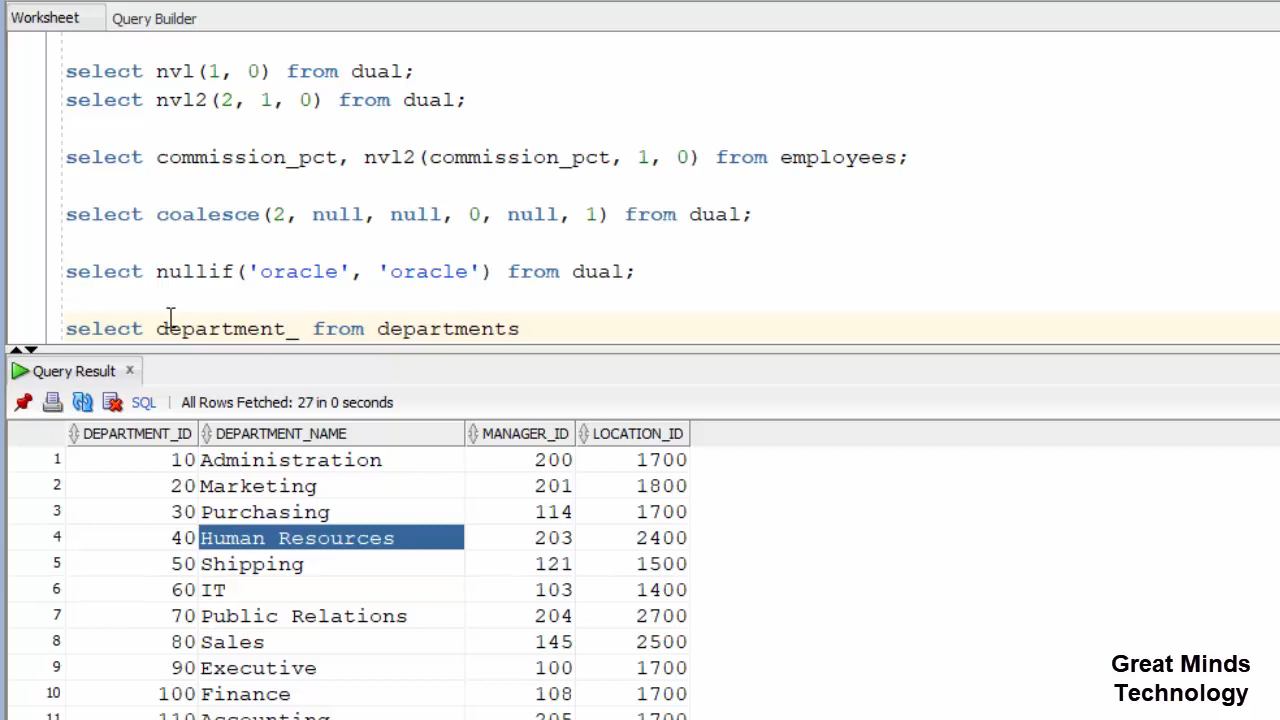 Worksheet Query Builder
select nvl(1, 0) from dual;
select nvl2(2, 1, 0) from dual;
select commission_pct, nvl2(commission_pct, 1, 0) from employees;
select coalesce(2, null, null, 0, null, 1) from dual;
select nullif('oracle', 'oracle') from dual;
select department_ from departments
Query Result x
SQL | All Rows Fetched: 27 in 0 seconds
DEPARTMENT_ID DEPARTMENT_NAME MANAGER_ID LOCATION_ID
1 10 Administration 200 1700
2 20 Marketing 201 1800
3 30 Purchasing 114 1700
4 40 Human Resources 203 2400
5 50 Shipping 121 1500
6 60 IT 103 1400
7 70 Public Relations 204 2700
8 80 Sales 145 2500
9 90 Executive 100 1700
10 100 Finance 108 1700
11 110 Accounting 205 1700
Great Minds
Technology